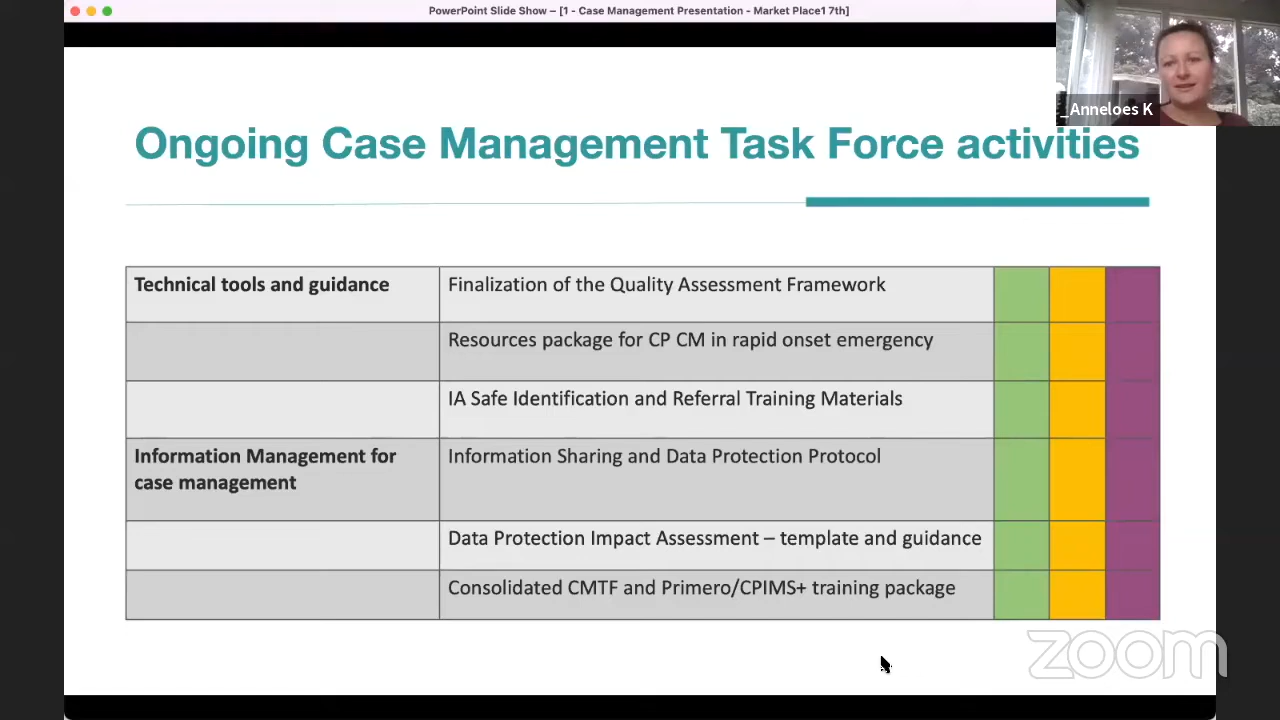 PowerPoint Slide Show – [1 - Case Management Presentation - Market Place1 7th]
_Anneloes K
Ongoing Case Management Task Force activities
Technical tools and guidance
Finalization of the Quality Assessment Framework
Resources package for CP CM in rapid onset emergency
IA Safe Identification and Referral Training Materials
Information Management for
case management
Information Sharing and Data Protection Protocol
Data Protection Impact Assessment – template and guidance
Consolidated CMTF and Primero/CPIMS+ training package
zoom